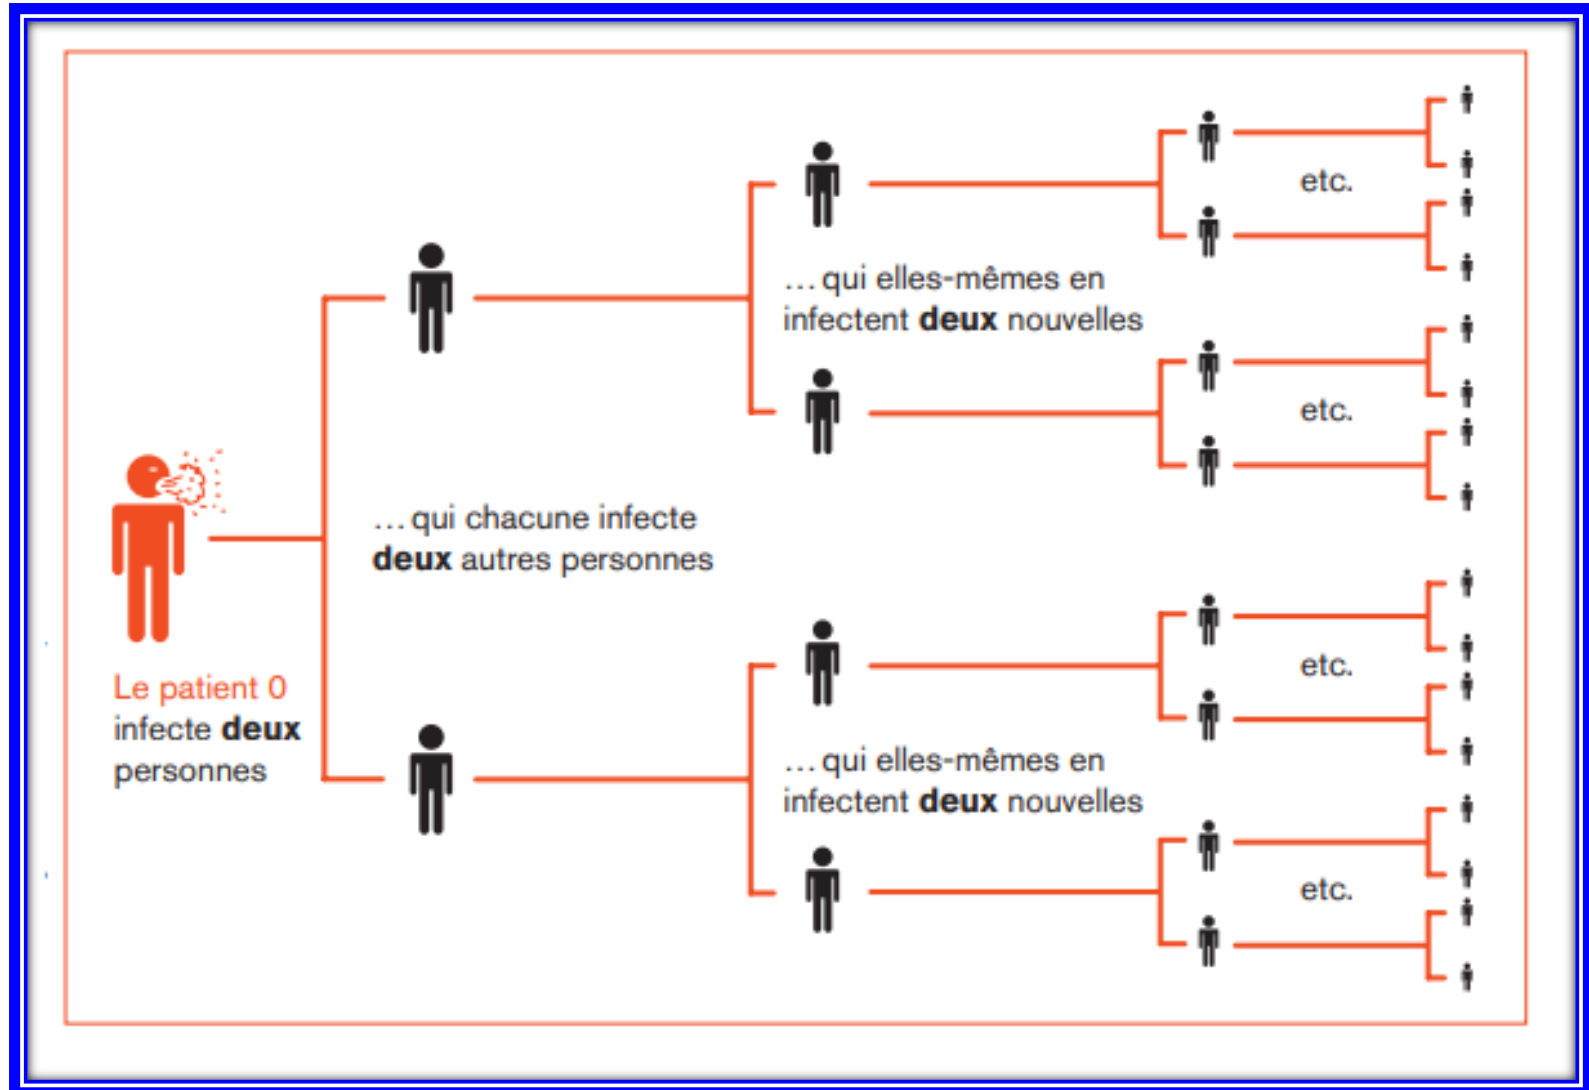 Le patient 0
infecte deux
personnes
… qui chacune infecte
deux autres personnes
… qui elles-mêmes en
infectent deux nouvelles
… qui elles-mêmes en
infectent deux nouvelles
etc.
etc.
etc.
etc.